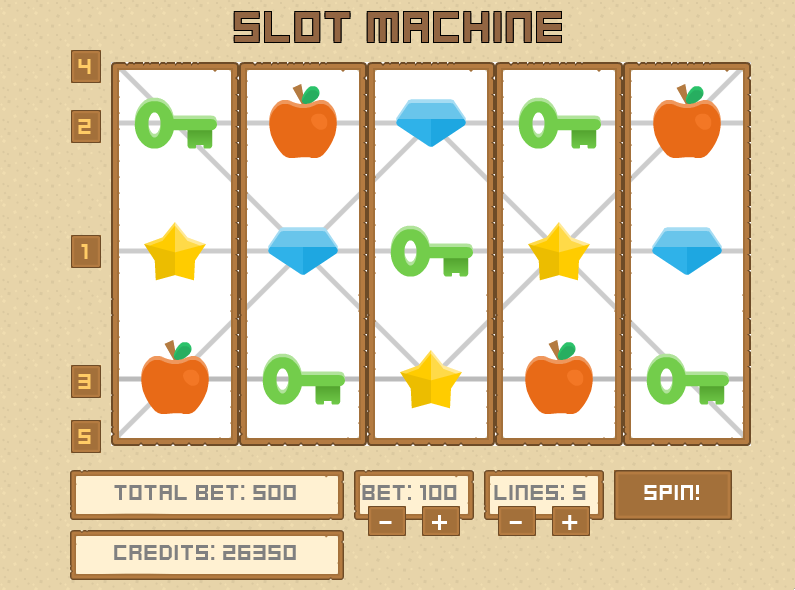 SLOT MACHINE
4
2
1
3
5
TOTAL BET: 500
BET: 100
LINES: 5
SPIN!
- +
- +
CREDITS: 26350